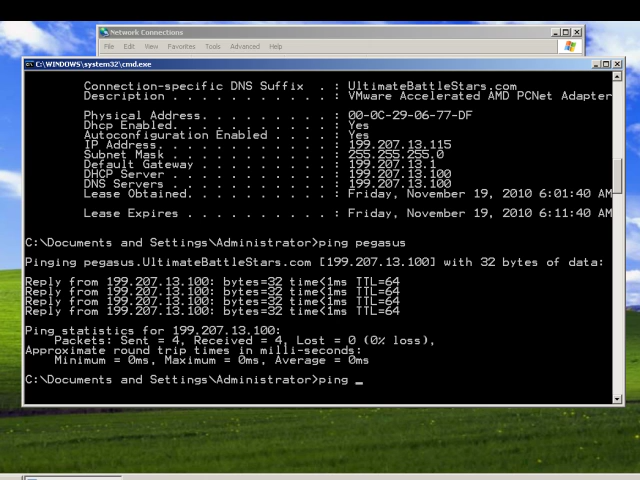 Network Connections
File Edit View Favorites Tools Advanced Help
C:\WINDOWS\system32\cmd.exe
Connection-specific DNS Suffix . : UltimateBattleStars.com
Description . . . . . . . . . . . : VMware Accelerated AMD PCNet Adapter
Physical Address. . . . . . . . . : 00-0C-29-06-77-DF
Dhcp Enabled. . . . . . . . . . . : Yes
Autoconfiguration Enabled . . . . : Yes
IP Address. . . . . . . . . . . . : 199.207.13.115
Subnet Mask . . . . . . . . . . . : 255.255.255.0
Default Gateway . . . . . . . . . : 199.207.13.1
DHCP Server . . . . . . . . . . . : 199.207.13.100
DNS Servers . . . . . . . . . . . : 199.207.13.100
Lease Obtained. . . . . . . . . . : Friday, November 19, 2010 6:01:40 AM
Lease Expires . . . . . . . . . . : Friday, November 19, 2010 6:11:40 AM
C:\Documents and Settings\Administrator>ping pegasus
Pinging pegasus.UltimateBattleStars.com [199.207.13.100] with 32 bytes of data:
Reply from 199.207.13.100: bytes=32 time<1ms TTL=64
Reply from 199.207.13.100: bytes=32 time<1ms TTL=64
Reply from 199.207.13.100: bytes=32 time<1ms TTL=64
Reply from 199.207.13.100: bytes=32 time<1ms TTL=64
Ping statistics for 199.207.13.100:
Packets: Sent = 4, Received = 4, Lost = 0 (0% loss),
Approximate round trip times in milli-seconds:
Minimum = 0ms, Maximum = 0ms, Average = 0ms
C:\Documents and Settings\Administrator>ping _